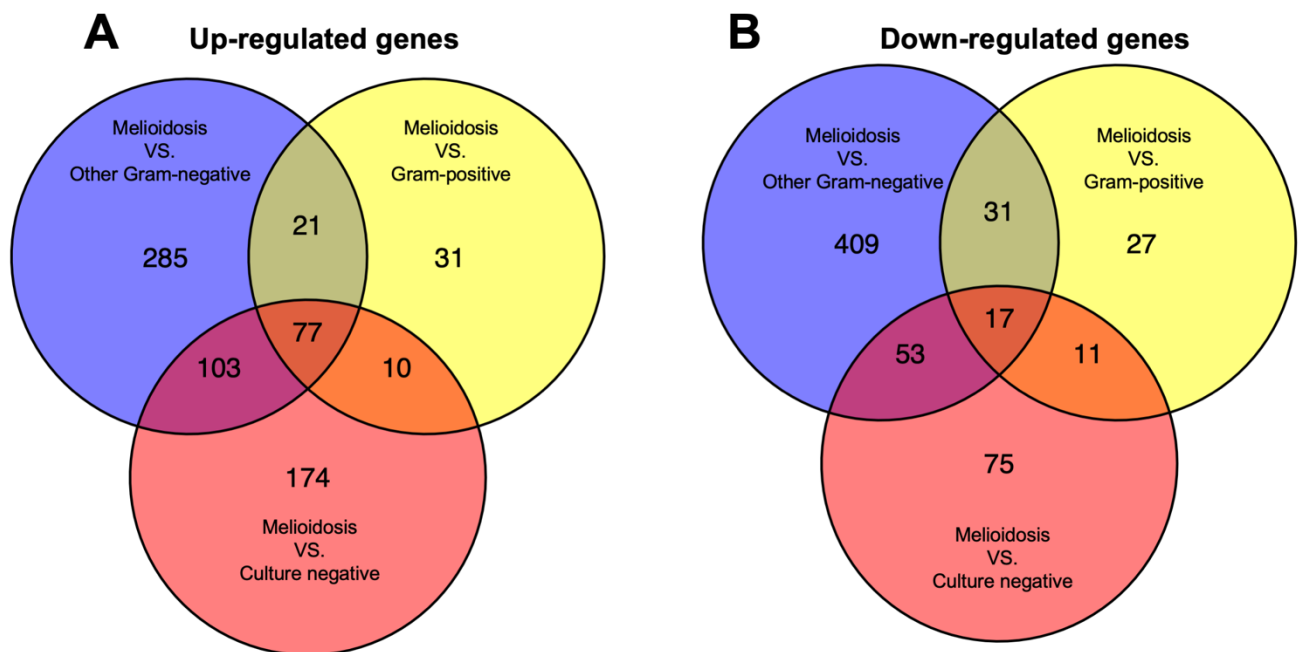 A
Up-regulated genes
Melioidosis
VS.
Other Gram-negative
Melioidosis
VS.
Gram-positive
21
285
31
77
103
10
174
Melioidosis
VS.
Culture negative
B
Down-regulated genes
Melioidosis
VS.
Other Gram-negative
Melioidosis
VS.
Gram-positive
31
409
27
17
53
11
75
Melioidosis
VS.
Culture negative